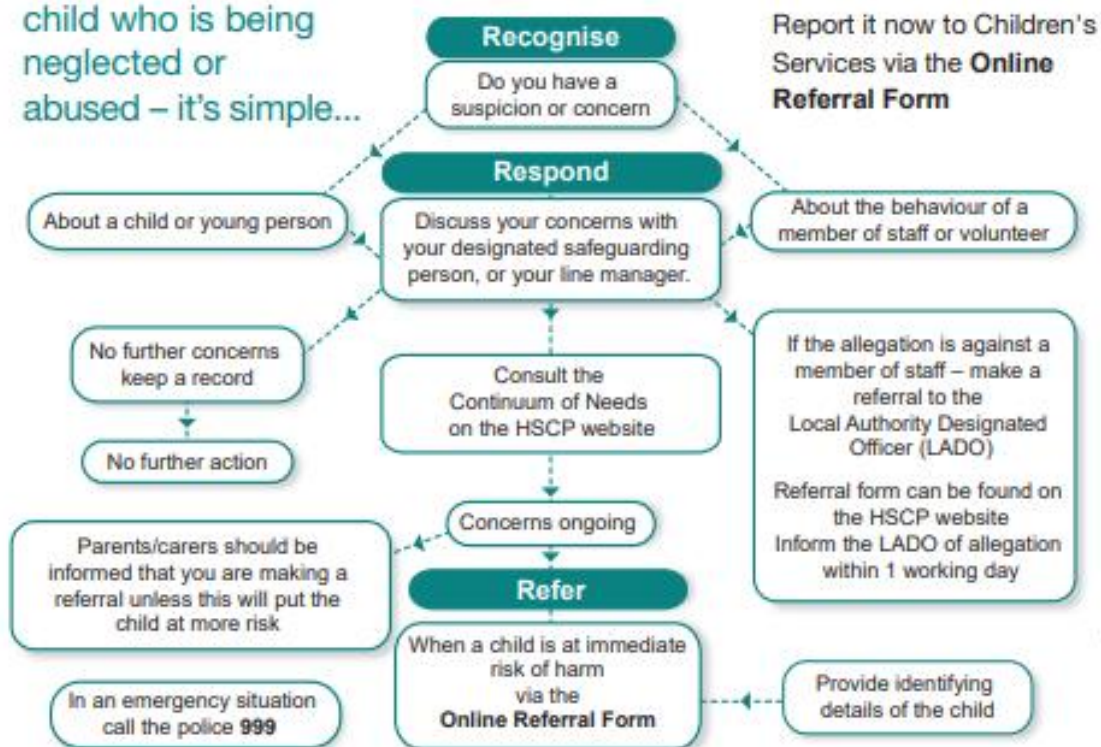 child who is being
neglected or
abused – it's simple...
Report it now to Children's
Services via the Online
Referral Form
Recognise
Do you have a
suspicion or concern
Respond
About a child or young person
Discuss your concerns with
your designated safeguarding
person, or your line manager.
About the behaviour of a
member of staff or volunteer
No further concerns
keep a record
No further action
Consult the
Continuum of Needs
on the HSCP website
If the allegation is against a
member of staff – make a
referral to the
Local Authority Designated
Officer (LADO)
Referral form can be found on
the HSCP website
Inform the LADO of allegation
within 1 working day
Concerns ongoing
Parents/carers should be
informed that you are making a
referral unless this will put the
child at more risk
Refer
When a child is at immediate
risk of harm
via the
Online Referral Form
Provide identifying
details of the child
In an emergency situation
call the police 999